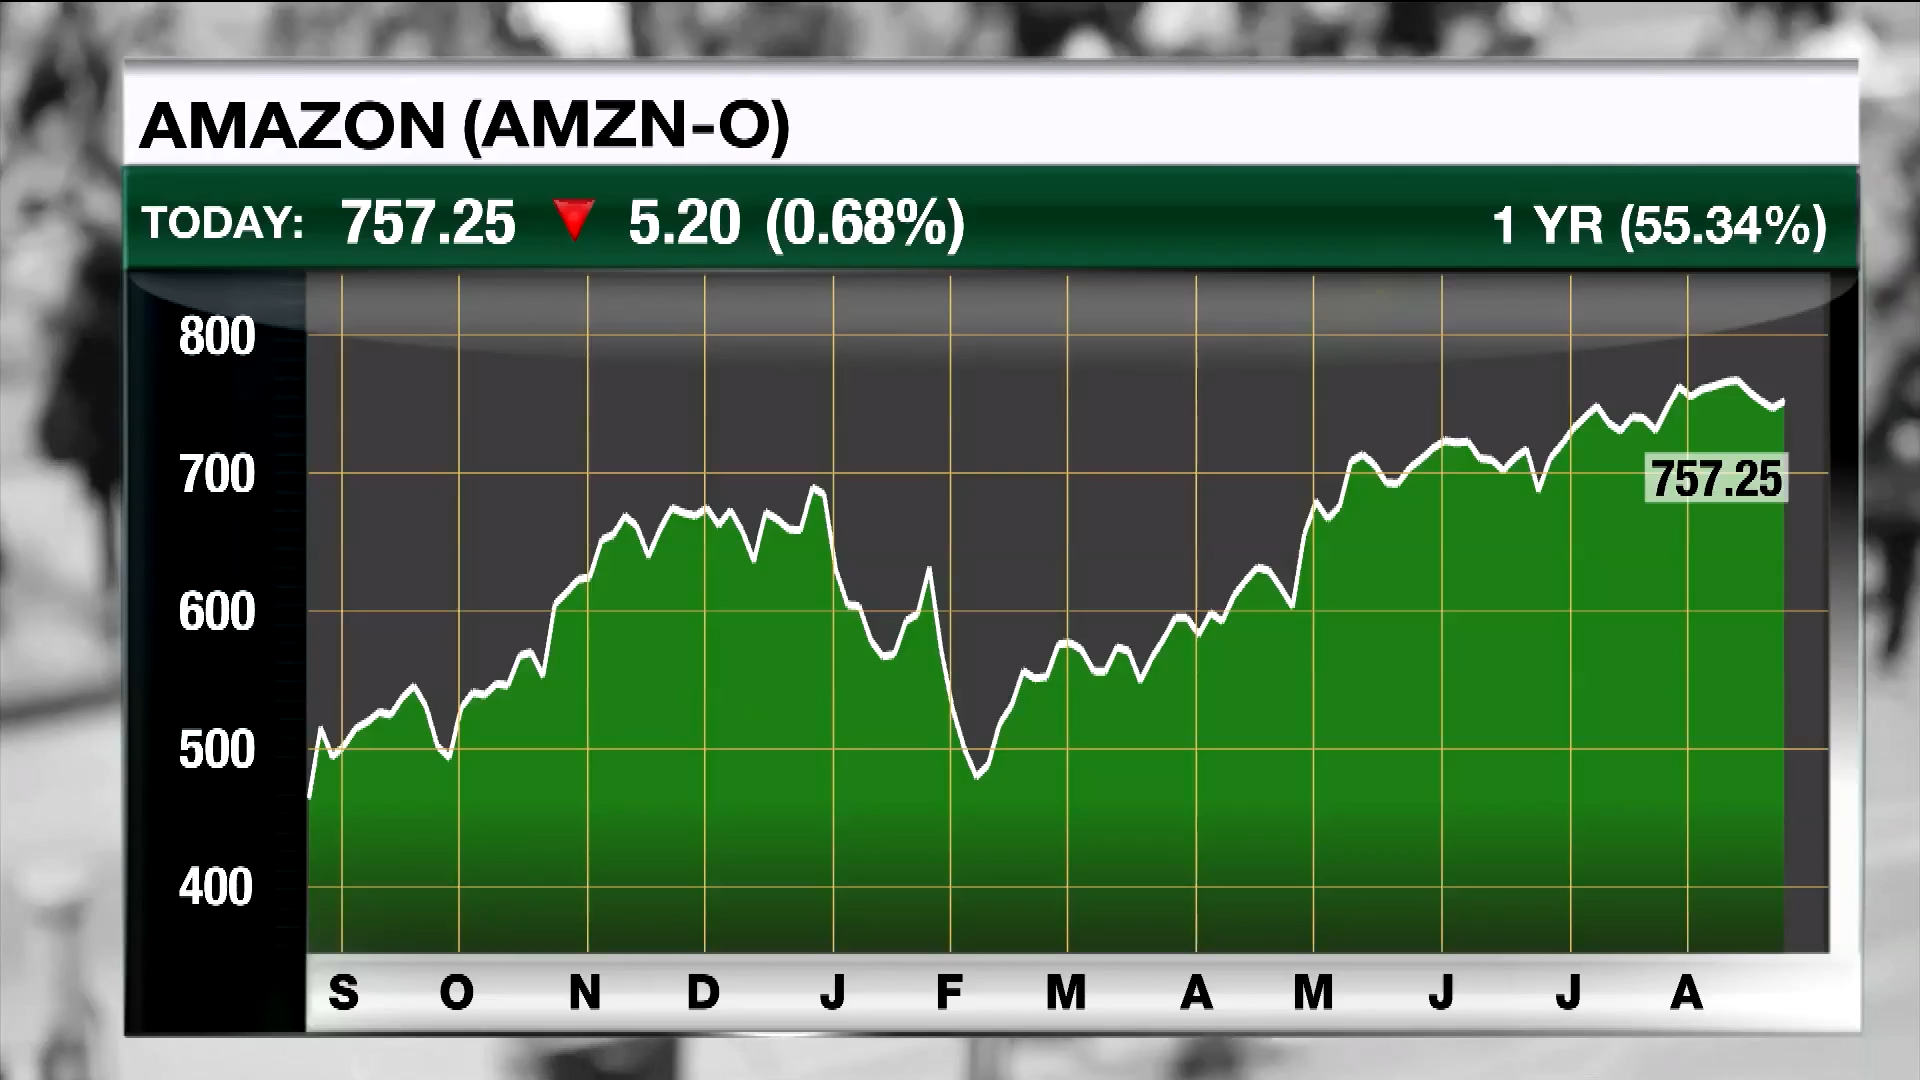 AMAZON (AMZN-O)
TODAY: 757.25 ▼ 5.20 (0.68%) 1 YR (55.34%)
800
700
757.25
600
500
400
S O N D J F M A M J J A